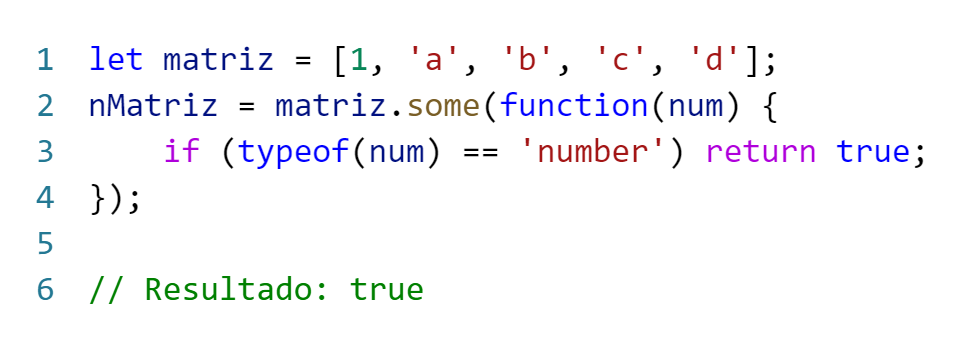 1 let matriz = [1, 'a', 'b', 'c', 'd'];
2 nMatriz = matriz.some(function(num) {
3     if (typeof(num) == 'number') return true;
4 });
5
6 // Resultado: true